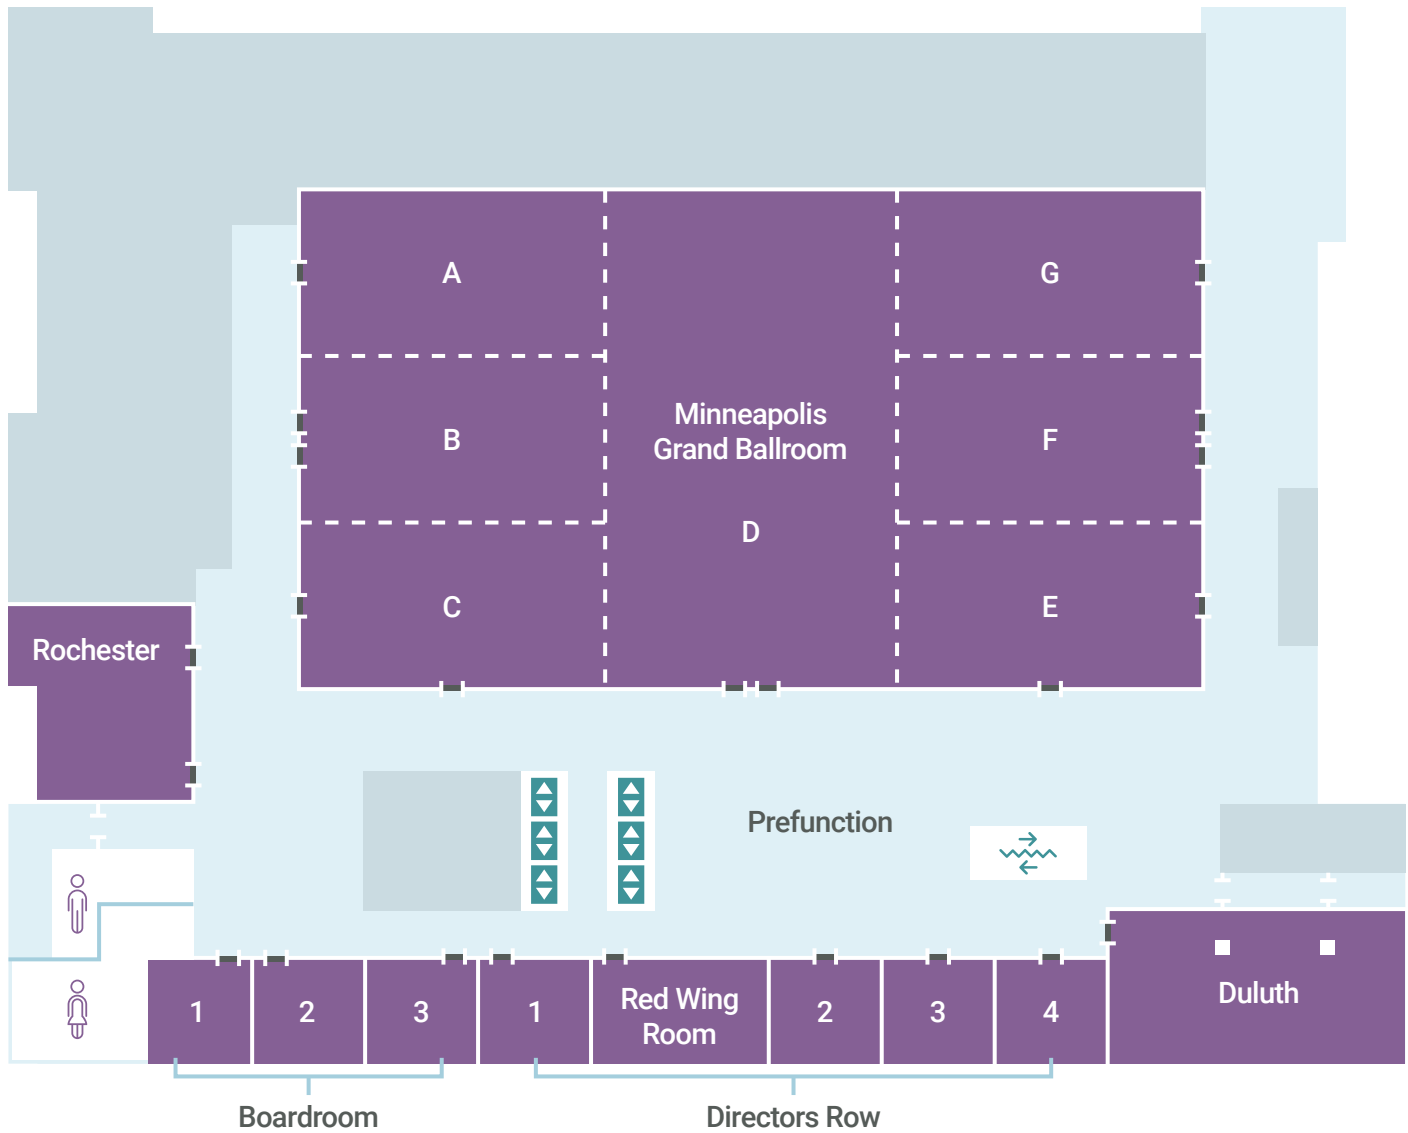 A
G
Minneapolis
Grand Ballroom
B
F
D
C
E
Rochester
Prefunction
1
2
3
1
Red Wing
Room
2
3
4
Duluth
Boardroom
Directors Row